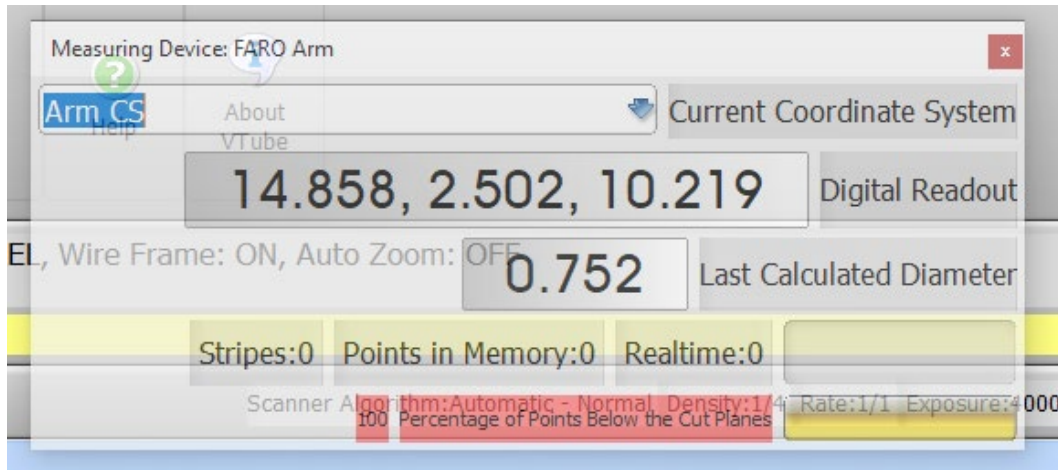 Measuring Device: FARO Arm
x
Arm CS
Current Coordinate System
Help
About
VTube
14.858, 2.502, 10.219
Digital Readout
EL, Wire Frame: ON, Auto Zoom: OFF
0.752
Last Calculated Diameter
Stripes:0
Points in Memory:0
Realtime:0
Scanner Algorithm:Automatic - Normal Density:1/4 Rate:1/1 Exposure:4000
100
Percentage of Points Below the Cut Planes